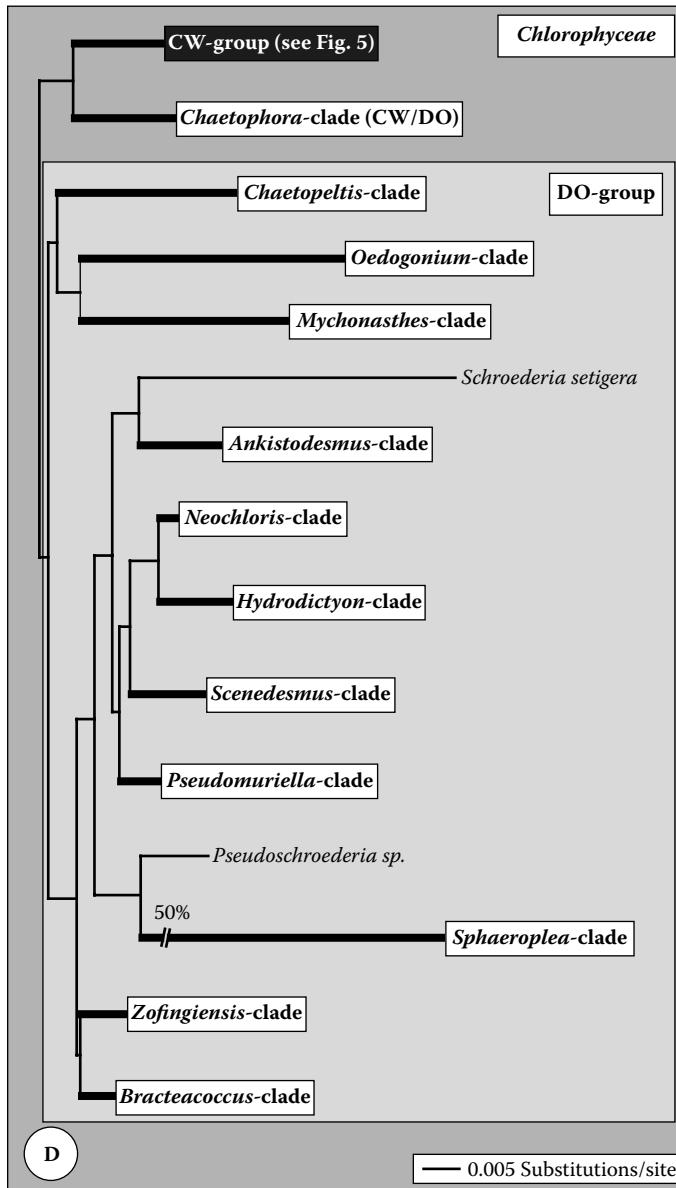 CW-group (see Fig. 5)
Chlorophyceae
Chaetophora-clade (CW/DO)
Chaetopeltis-clade
DO-group
Oedogonium-clade
Mychonasthes-clade
Schroederia setigera
Ankistodesmus-clade
Neochloris-clade
Hydrodictyon-clade
Scenedesmus-clade
Pseudomuriella-clade
Pseudoschroederia sp.
50%
Sphaeroplea-clade
Zofingiensis-clade
Bracteacoccus-clade
D
0.005 Substitutions/site